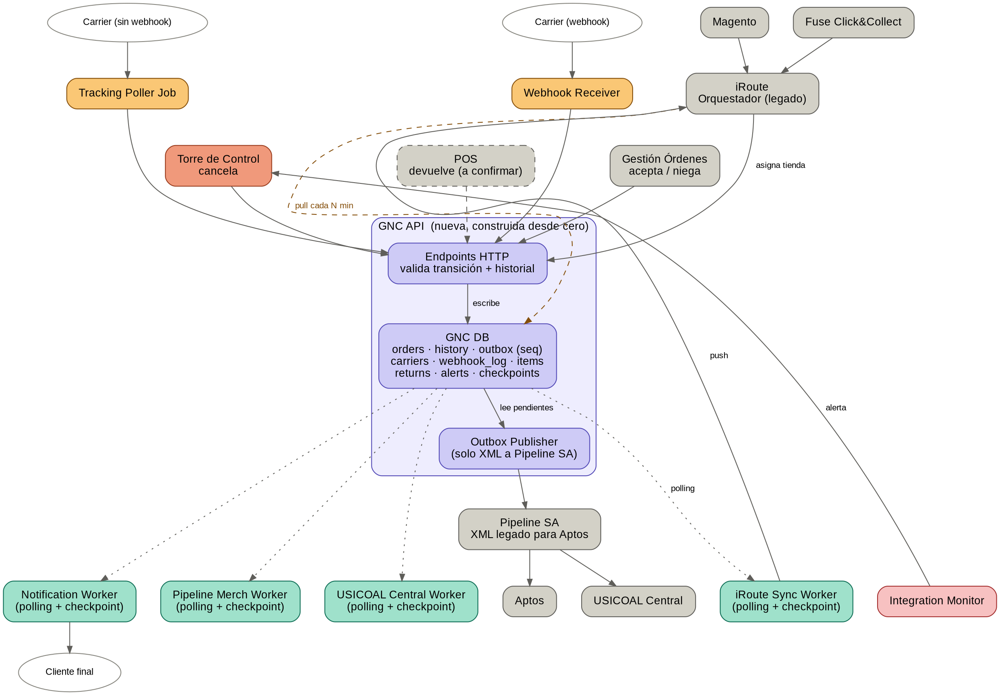 Carrier (sin webhook)
Carrier (webhook)
Magento
Fuse Click&Collect
Tracking Poller Job
Webhook Receiver
iRoute
Orquestador (legado)
Torre de Control
cancela
POS
devuelve (a confirmar)
Gestión Órdenes
acepta / niega
asigna tienda
pull cada N min
GNC API  (nueva, construida desde cero)
Endpoints HTTP
valida transición + historial
escribe
GNC DB
orders · history · outbox (seq)
carriers · webhook_log · items
returns · alerts · checkpoints
push
lee pendientes
alerta
Outbox Publisher
(solo XML a Pipeline SA)
polling
Pipeline SA
XML legado para Aptos
Notification Worker
(polling + checkpoint)
Pipeline Merch Worker
(polling + checkpoint)
USICOAL Central Worker
(polling + checkpoint)
Aptos
USICOAL Central
iRoute Sync Worker
(polling + checkpoint)
Integration Monitor
Cliente final